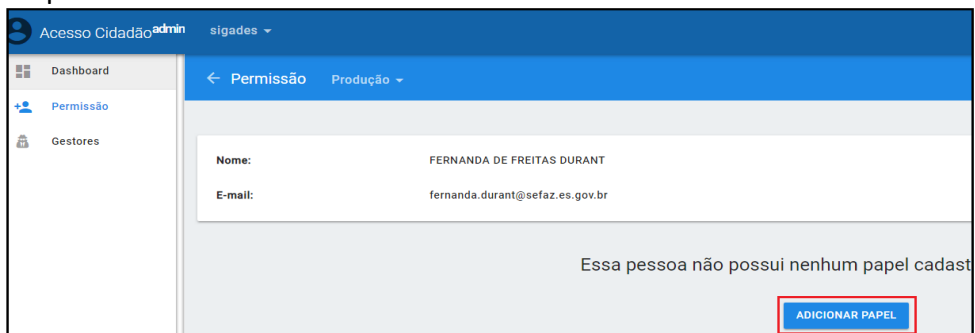 Acesso Cidadão admin sigades
Dashboard
Permissão Produção
Permissão
Gestores
Nome: FERNANDA DE FREITAS DURANT
E-mail: fernanda.durant@sefaz.es.gov.br
Essa pessoa não possui nenhum papel
ADICIONAR PAPEL